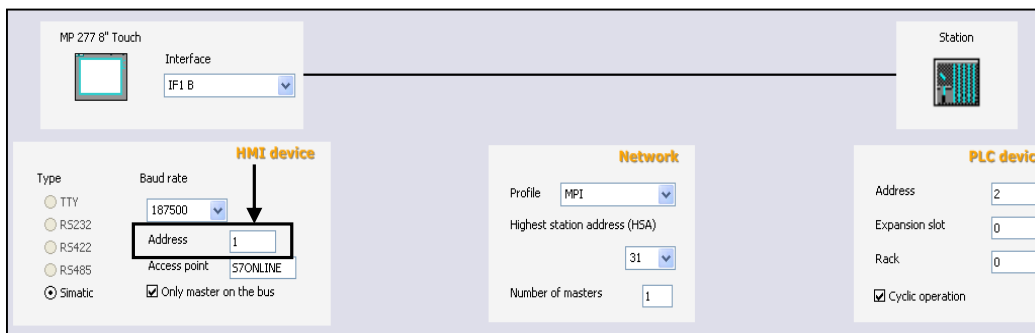 MP 277 8" Touch
Interface
IF1 B
Station
HMI device
Type
Baud rate
TTY
187500
RS232
Address
1
RS422
Access point
S7ONLINE
RS485
Simatic
Only master on the bus
Network
Profile
MPI
Highest station address (HSA)
31
Number of masters
1
PLC devic
Address
2
Expansion slot
0
Rack
0
Cyclic operation